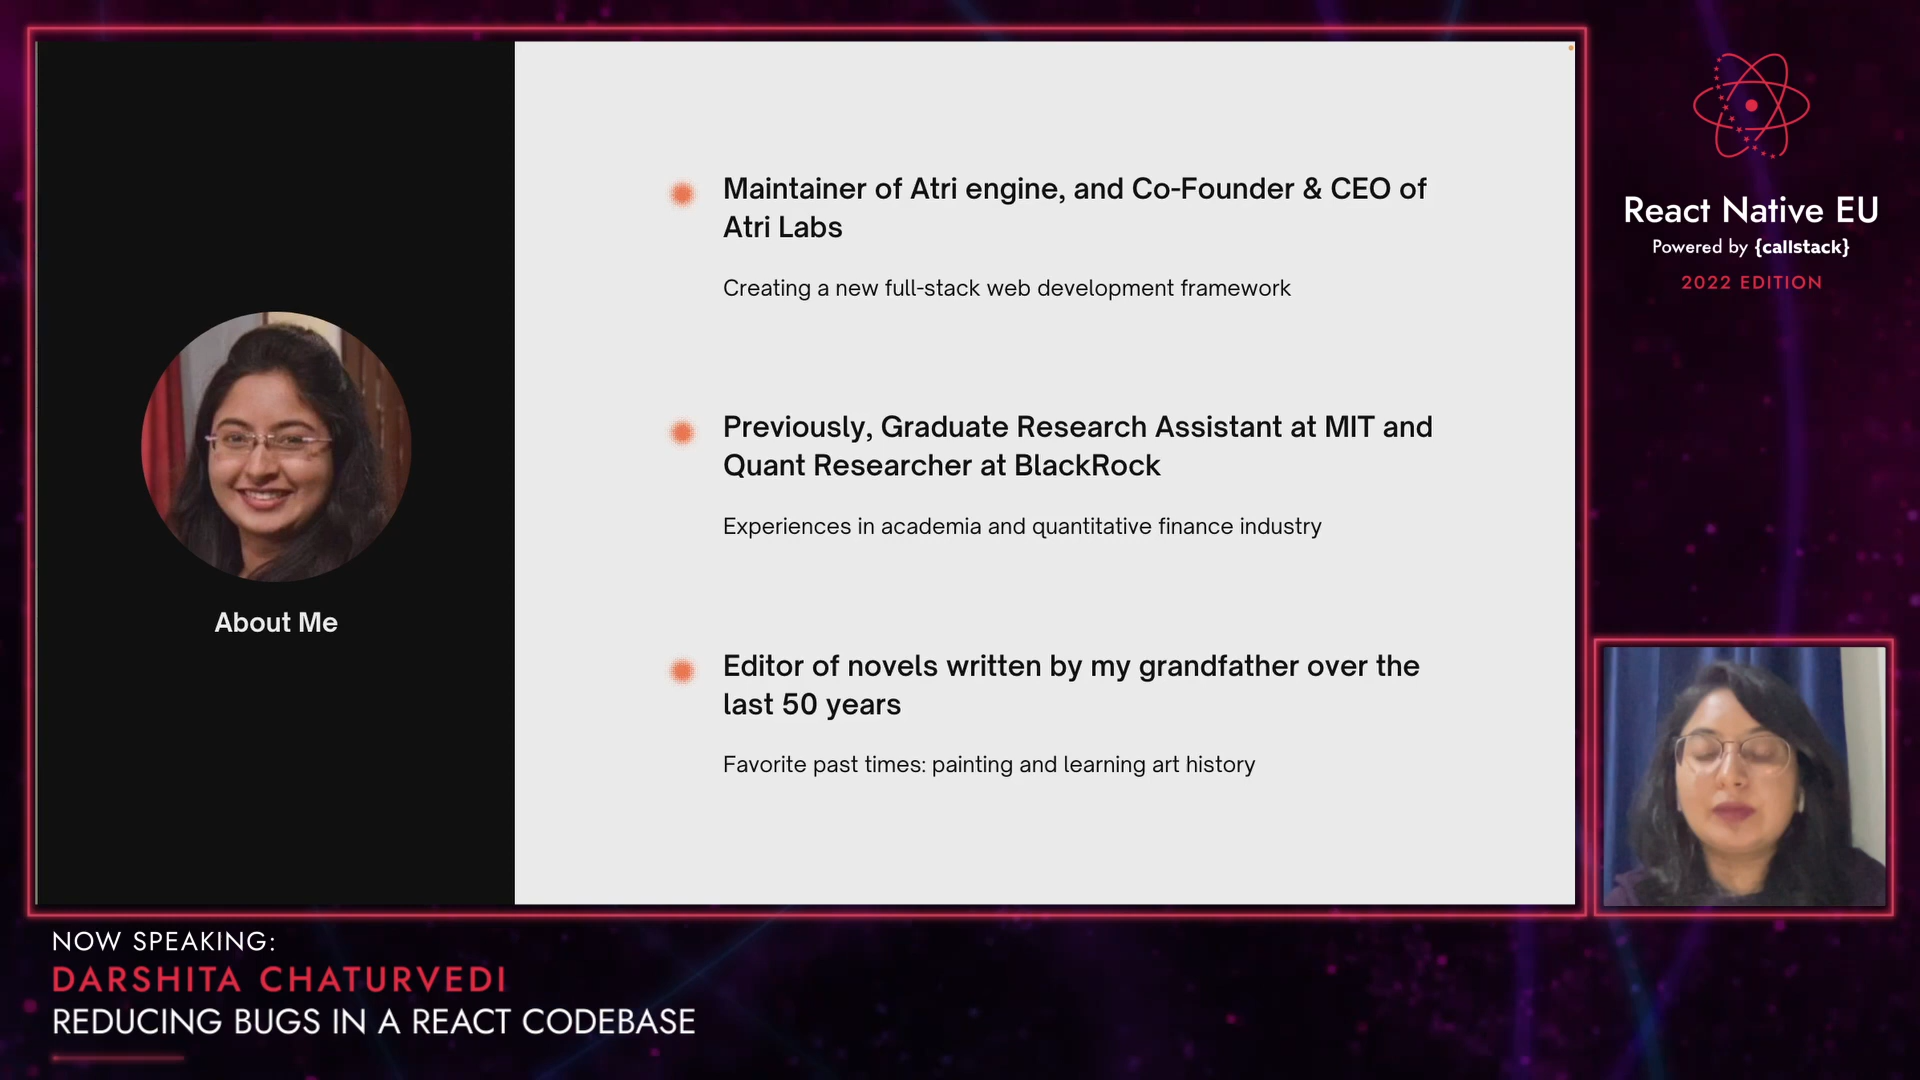 Maintainer of Atri engine, and Co-Founder & CEO of
Atri Labs
Creating a new full-stack web development framework
Previously, Graduate Research Assistant at MIT and
Quant Researcher at BlackRock
Experiences in academia and quantitative finance industry
Editor of novels written by my grandfather over the
last 50 years
Favorite past times: painting and learning art history
About Me
React Native EU
Powered by {callstack}
2022 EDITION
NOW SPEAKING:
DARSHITA CHATURVEDI
REDUCING BUGS IN A REACT CODEBASE